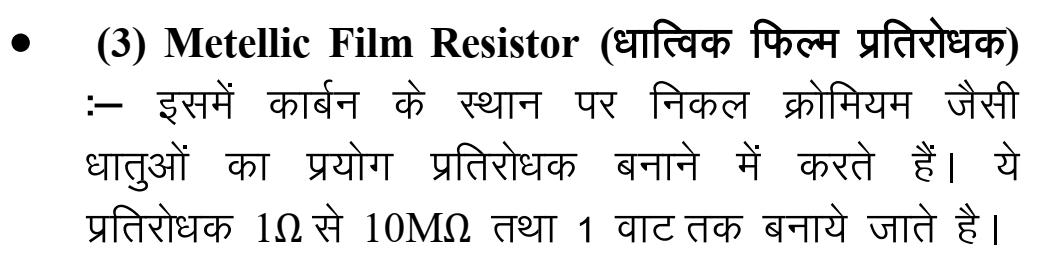 • (3) Metellic Film Resistor (धात्विक फिल्म प्रतिरोधक)
:– इसमें कार्बन के स्थान पर निकल क्रोमियम जैसी
धातुओं का प्रयोग प्रतिरोधक बनाने में करते हैं। ये
प्रतिरोधक 1Ω से 10MΩ तथा 1 वाट तक बनाये जाते है।